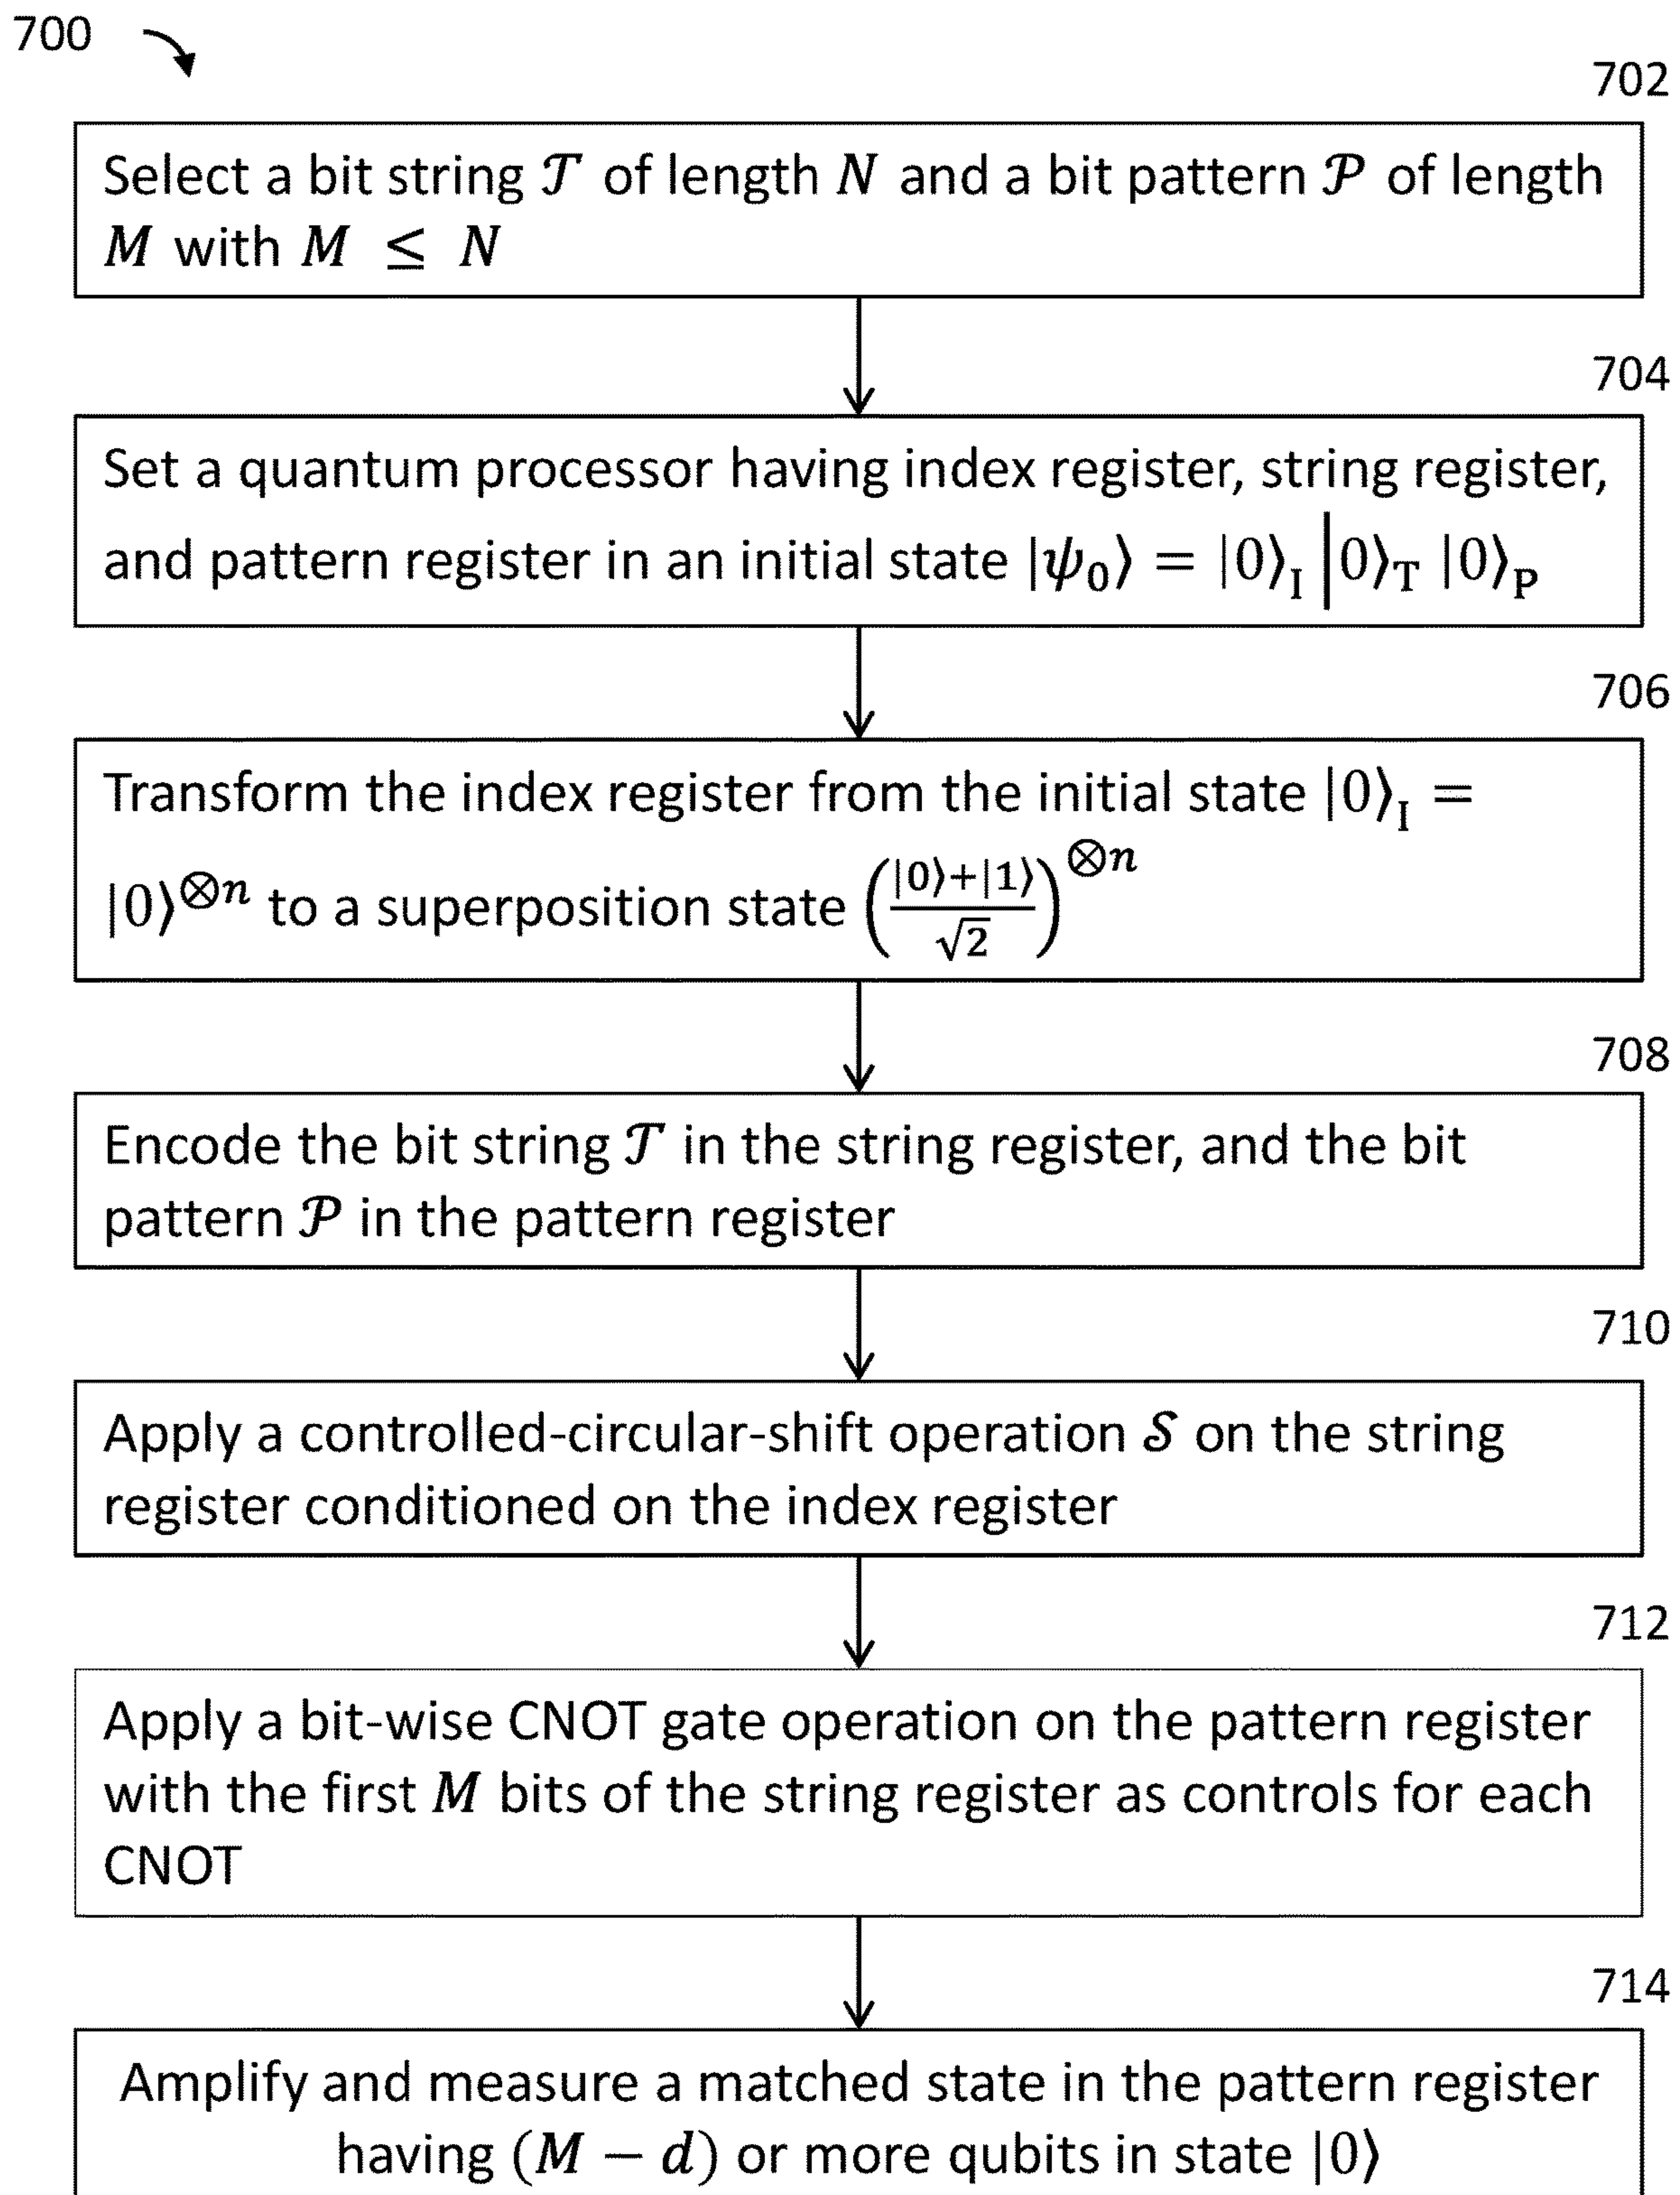 700
702
Select a bit string 𝒯 of length N and a bit pattern 𝒫 of length
M with M ≤ N
704
Set a quantum processor having index register, string register,
and pattern register in an initial state |ψ₀⟩ = |0⟩_I |0⟩_T |0⟩_P
706
Transform the index register from the initial state |0⟩_I =
|0⟩^⊗n to a superposition state ((|0⟩+|1⟩)/√2)^⊗n
708
Encode the bit string 𝒯 in the string register, and the bit
pattern 𝒫 in the pattern register
710
Apply a controlled-circular-shift operation 𝒮 on the string
register conditioned on the index register
712
Apply a bit-wise CNOT gate operation on the pattern register
with the first M bits of the string register as controls for each
CNOT
714
Amplify and measure a matched state in the pattern register
having (M − d) or more qubits in state |0⟩